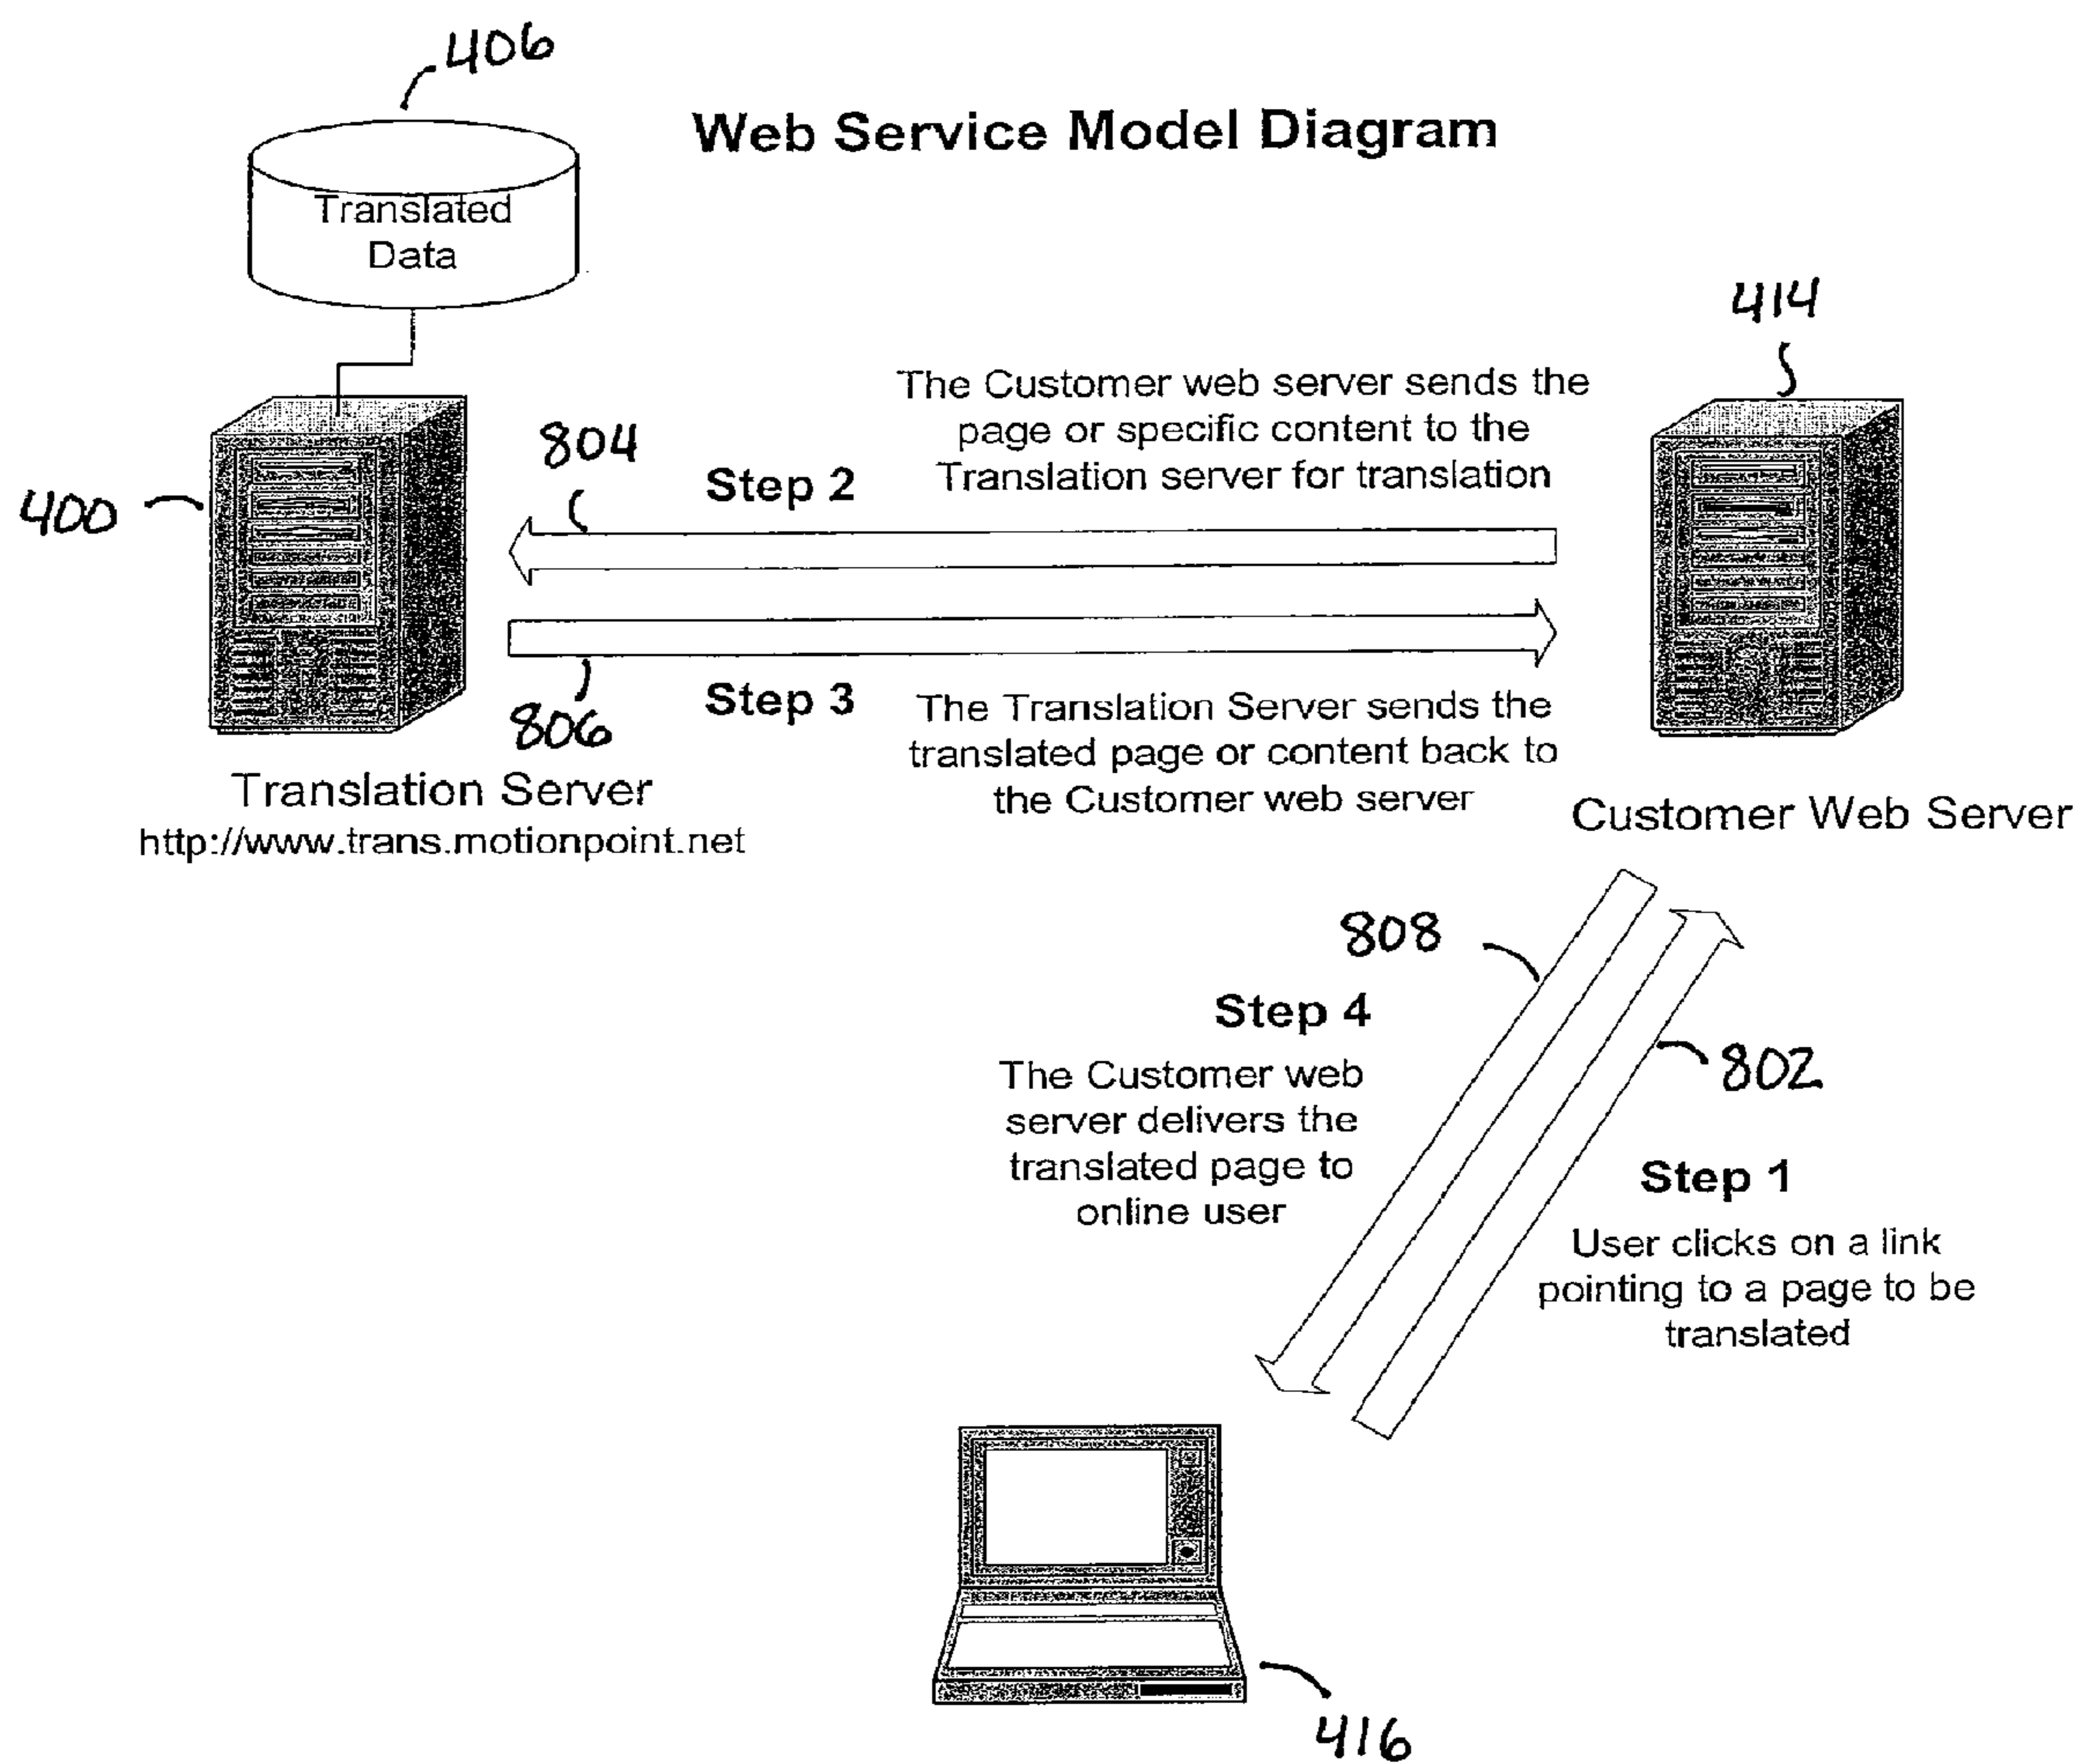 406
Web Service Model Diagram
Translated
Data
414
The Customer web server sends the
page or specific content to the
Translation server for translation
804
Step 2
400
806
Step 3
The Translation Server sends the
translated page or content back to
the Customer web server
Translation Server
http://www.trans.motionpoint.net
Customer Web Server
808
Step 4
The Customer web
server delivers the
translated page to
online user
802
Step 1
User clicks on a link
pointing to a page to be
translated
416